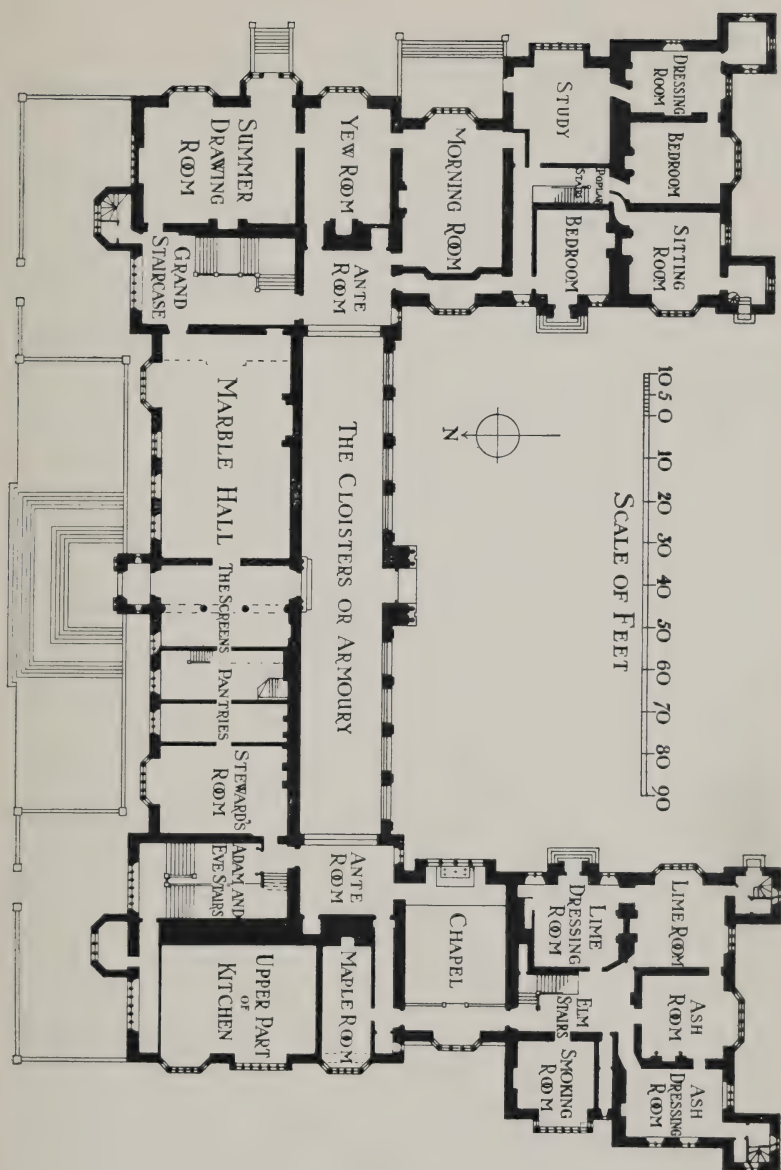 DRESSING
ROOM
BEDROOM
SITTING
ROOM
10 5 0 10 20 30 40 50 60 70 80 90
SCALE OF FEET
LIME ROOM
ASH
ROOM
ASH
DRESSING
ROOM
STUDY
POPLAR
STAIRS
BEDROOM
LIME
DRESSING
ROOM
ELM
STAIRS
SMOKING
ROOM
N
MORNING ROOM
CHAPEL
YEW ROOM
ANTE
ROOM
THE CLOISTERS OR ARMOURY
ANTE
ROOM
MAPLE ROOM
SUMMER
DRAWING
ROOM
GRAND
STAIRCASE
MARBLE HALL
THE SCREENS
PANTRIES
STEWARD'S
ROOM
ADAM AND
EVE STAIRS
UPPER PART
OF
KITCHEN